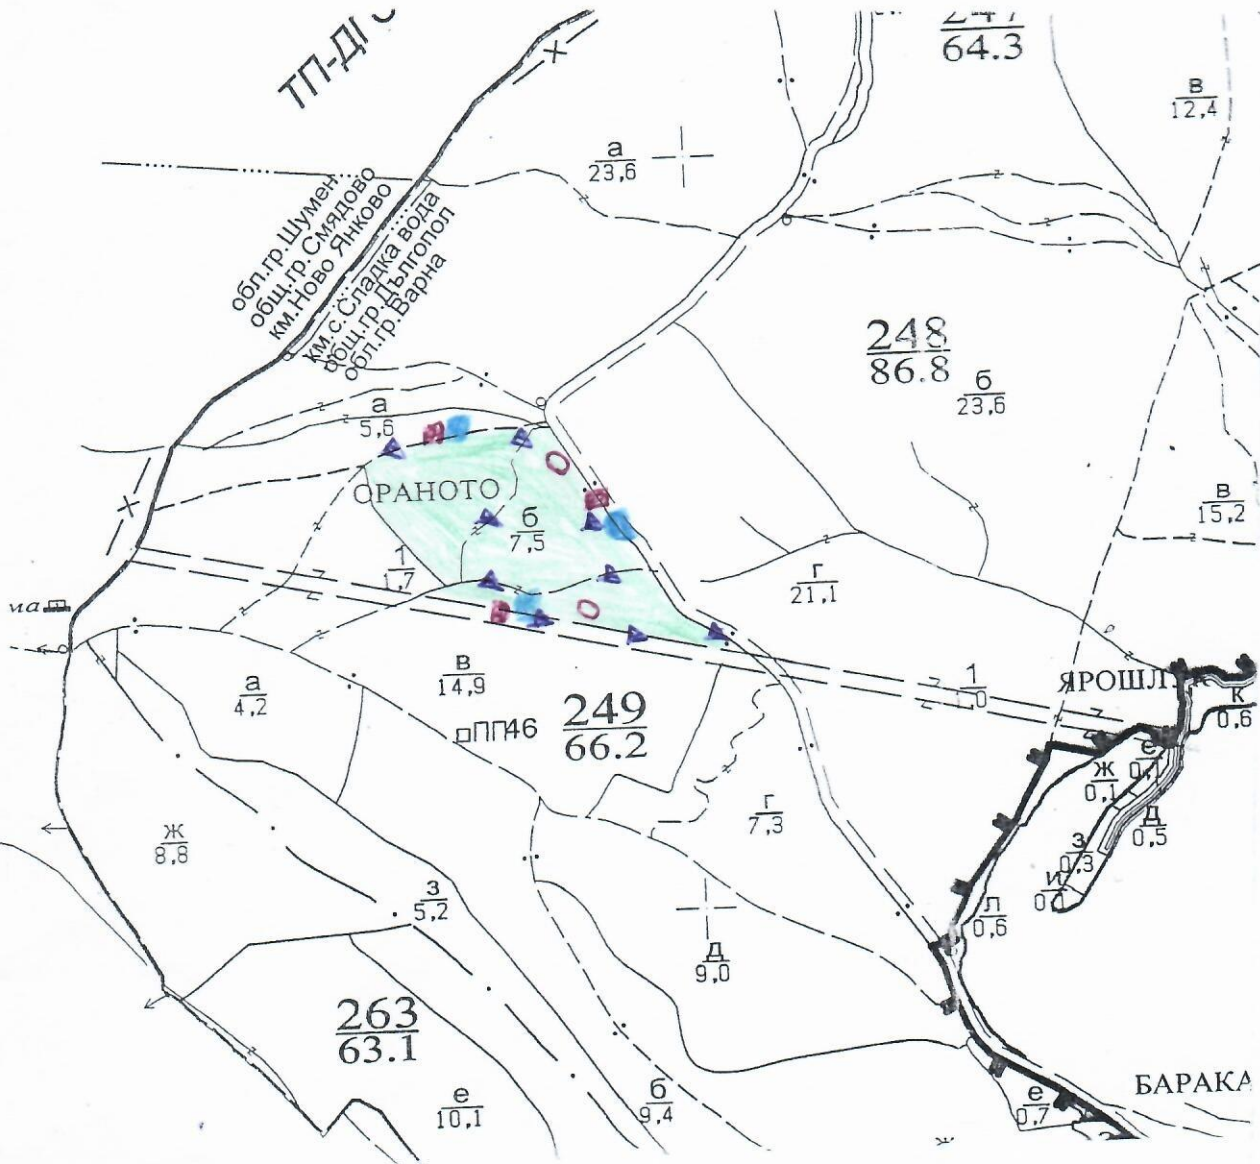 ТП-ДГС
247
64.3
в
12,4
а
23,6
обл.гр.Шумен
общ.гр.Смядово
км.Ново Янково
км.с.Сладка вода
общ.гр.Дългопол
обл.гр.Варна
248
86.8
б
23,6
а
5,6
ОРАНОТО
б
7,5
в
15,2
1
1,7
г
21,1
а
4,2
в
14,9
ПП46
249
66.2
1
1,0
к
0,6
е
0,1
ж
0,1
д
0,5
з
0,3
и
л
0,6
г
7,3
ж
8,8
з
5,2
д
9,0
263
63.1
е
10,1
б
9,4
е
0,7
БАРАКА
ж